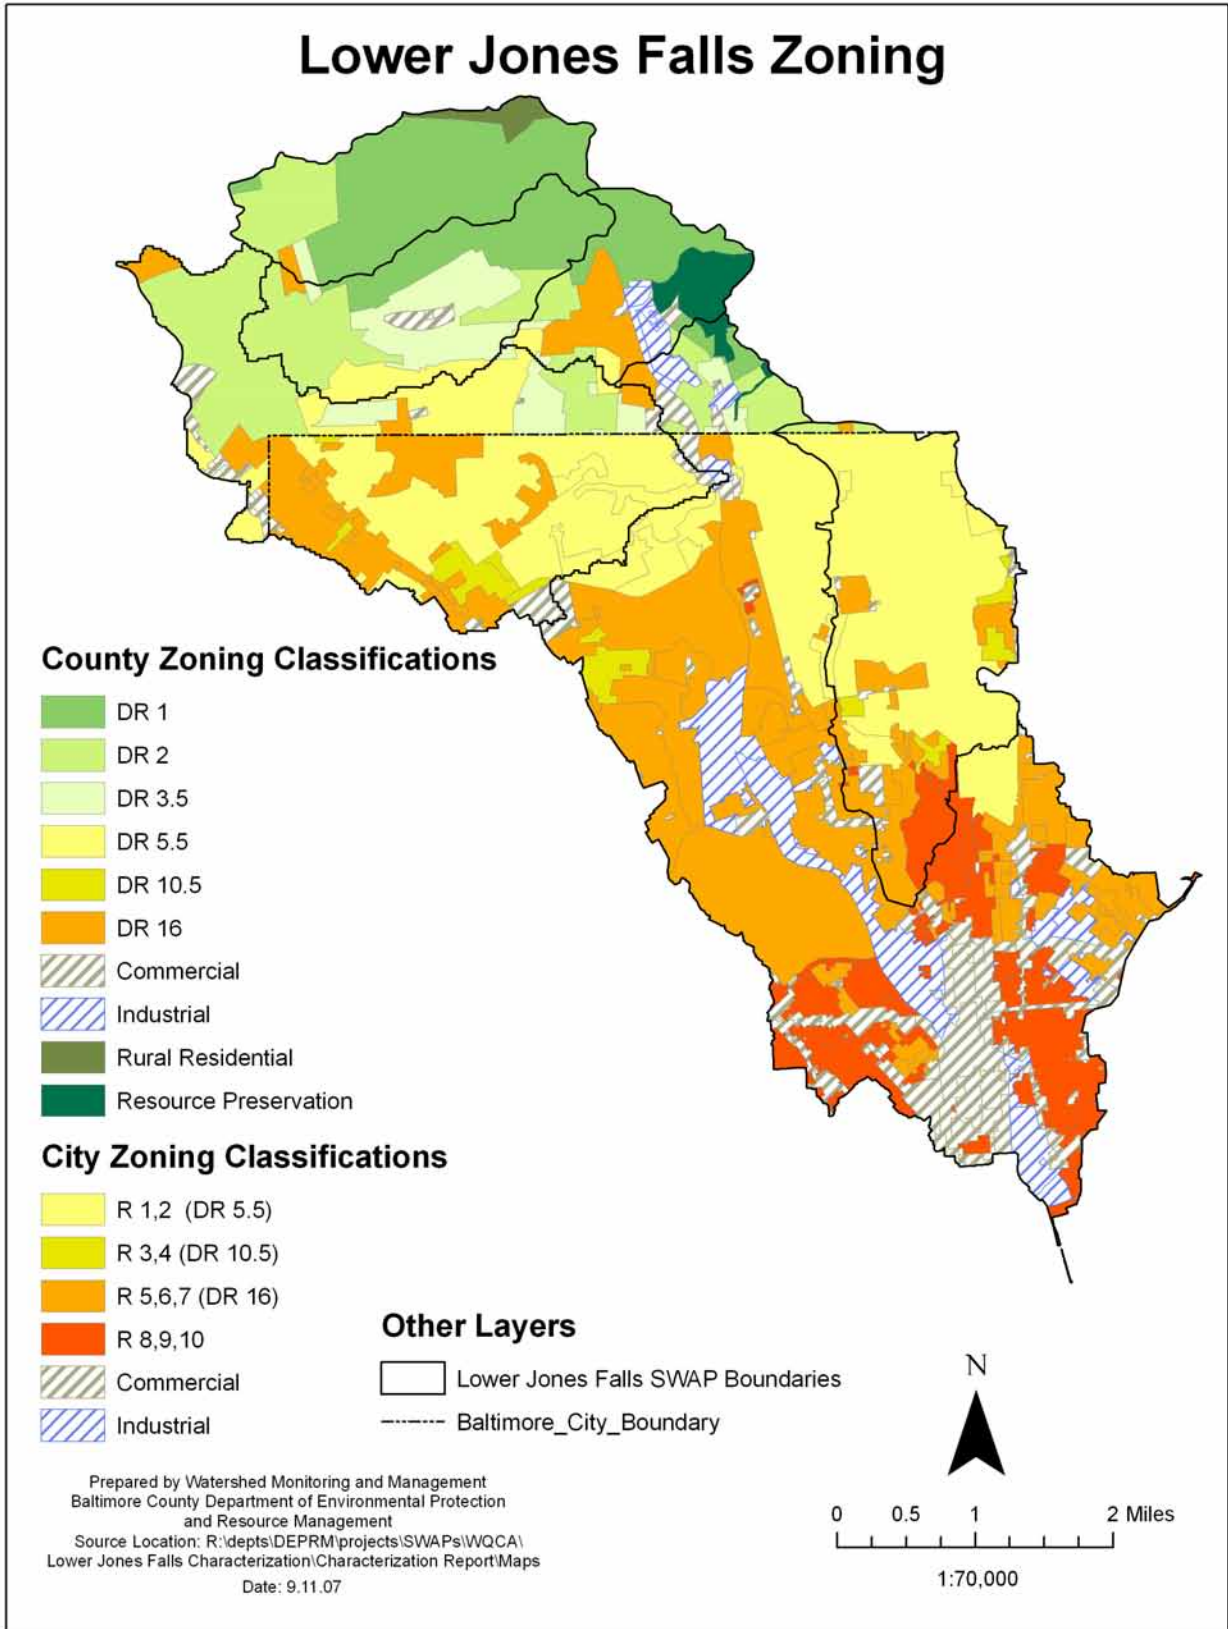 Lower Jones Falls Zoning
County Zoning Classifications
DR 1
DR 2
DR 3.5
DR 5.5
DR 10.5
DR 16
Commercial
Industrial
Rural Residential
Resource Preservation
City Zoning Classifications
R 1,2 (DR 5.5)
R 3,4 (DR 10.5)
R 5,6,7 (DR 16)
R 8,9,10
Commercial
Industrial
Other Layers
Lower Jones Falls SWAP Boundaries
Baltimore_City_Boundary
Prepared by Watershed Monitoring and Management
Baltimore County Department of Environmental Protection
and Resource Management
Source Location: R:\depts\DEPRM\projects\SWAPs\WQCA\
Lower Jones Falls Characterization\Characterization Report\Maps
Date: 9.11.07
N
0 0.5 1 2 Miles
1:70,000